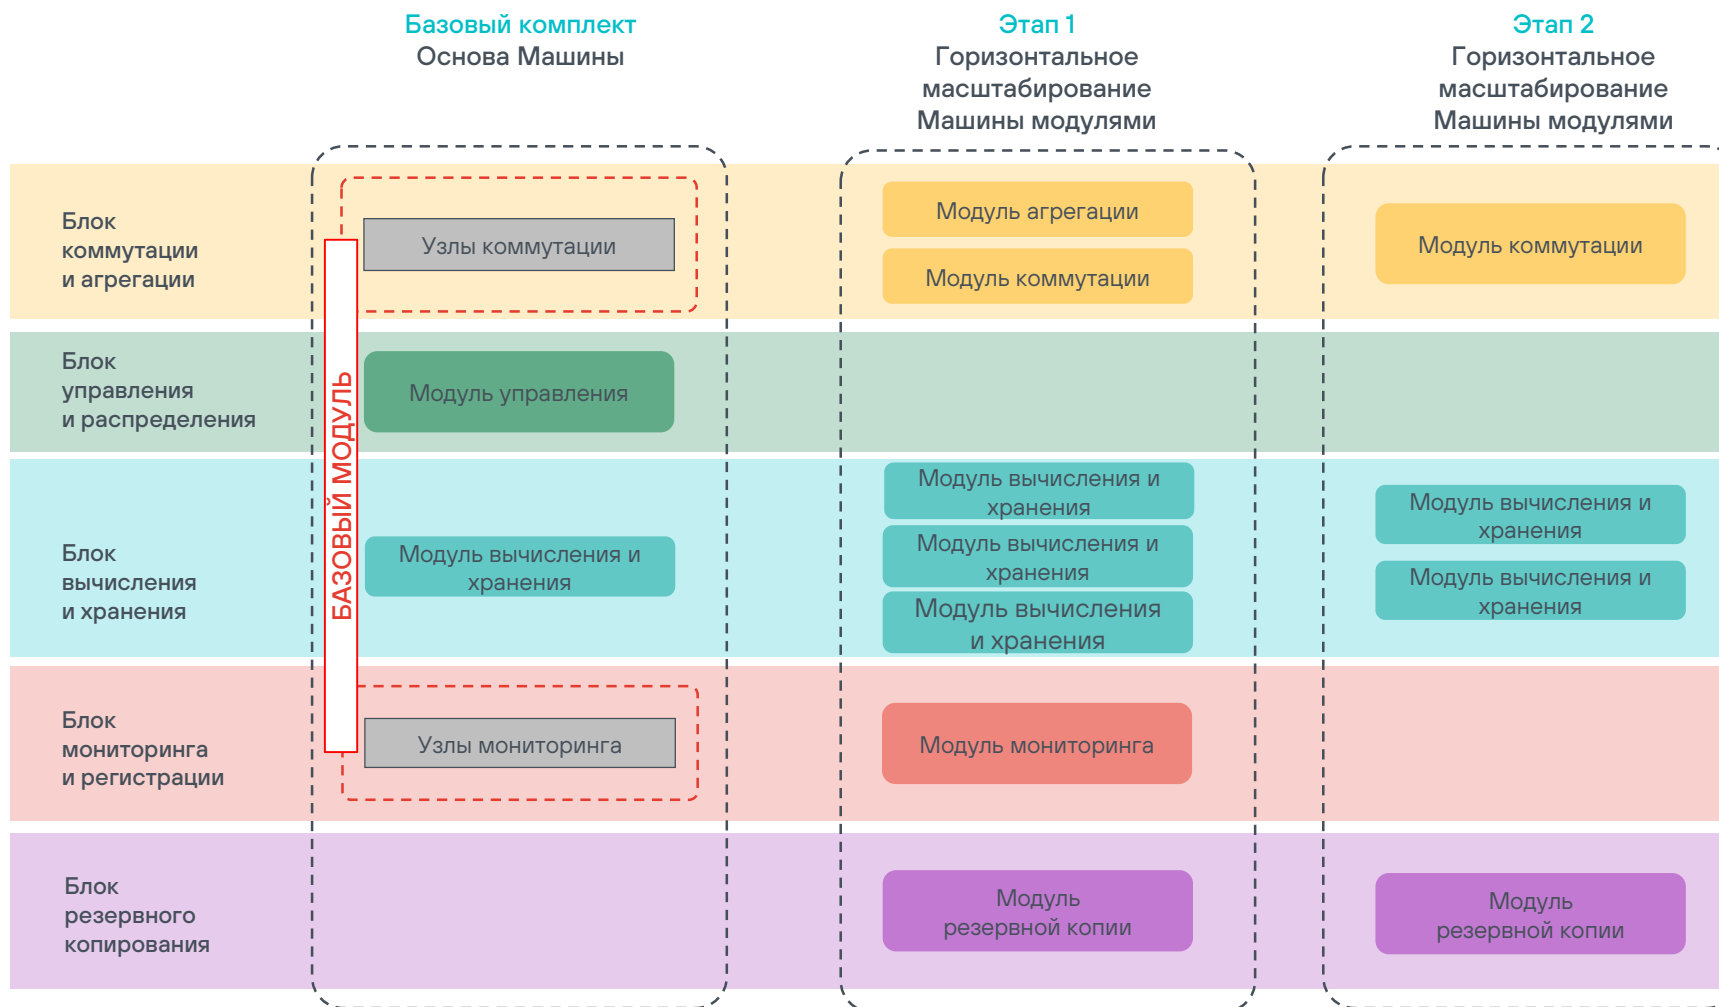 Базовый комплект
Основа Машины
Этап 1
Горизонтальное
масштабирование
Машины модулями
Этап 2
Горизонтальное
масштабирование
Машины модулями
Блок
коммутации
и агрегации
Узлы коммутации
Модуль агрегации
Модуль коммутации
Модуль коммутации
БАЗОВЫЙ МОДУЛЬ
Блок
управления
и распределения
Модуль управления
Блок
вычисления
и хранения
Модуль вычисления и
хранения
Модуль вычисления и
хранения
Модуль вычисления и
хранения
Модуль вычисления
и хранения
Модуль вычисления и
хранения
Модуль вычисления и
хранения
Блок
мониторинга
и регистрации
Узлы мониторинга
Модуль мониторинга
Блок
резервного
копирования
Модуль
резервной копии
Модуль
резервной копии